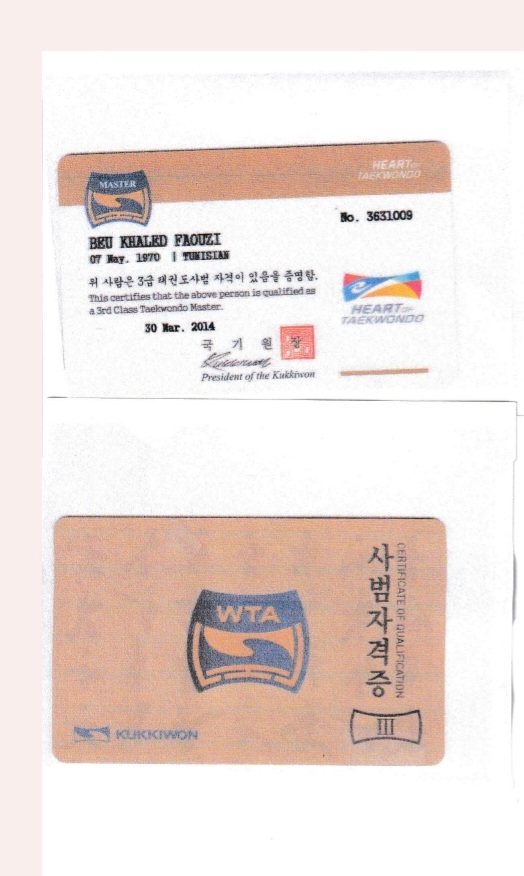 MASTER
HEART OF
TAEKWONDO
No. 3631009
BEU KHALED FAOUZI
07 May. 1970 | TUNISIAN
위 사람은 3급 태권도사범 자격이 있음을 증명함.
This certifies that the above person is qualified as
a 3rd Class Taekwondo Master.
30 Mar. 2014
국 기 원 장
President of the Kukkiwon
HEART OF
TAEKWONDO
WTA
사범자격증
CERTIFICATE OF QUALIFICATION
III
KUKKIWON